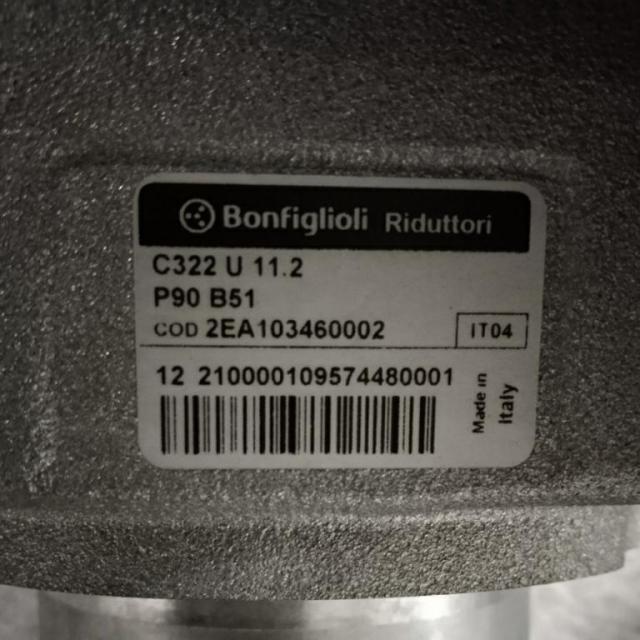 Bonfiglioli Riduttori
C322 U 11.2
P90 B51
COD 2EA103460002
IT04
12 210000109574480001
Made in
Italy